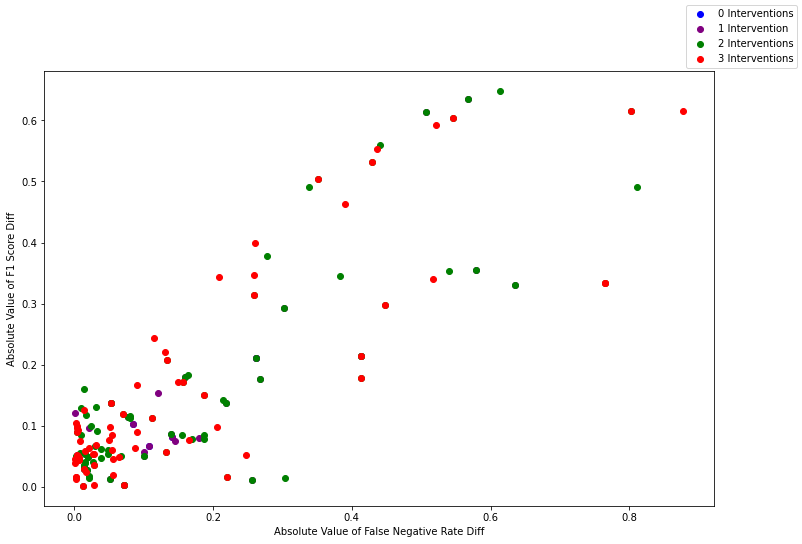 0 Interventions
1 Intervention
2 Interventions
3 Interventions
0.6
0.5
0.4
0.3
0.2
0.1
0.0
Absolute Value of F1 Score Diff
0.0 0.2 0.4 0.6 0.8
Absolute Value of False Negative Rate Diff